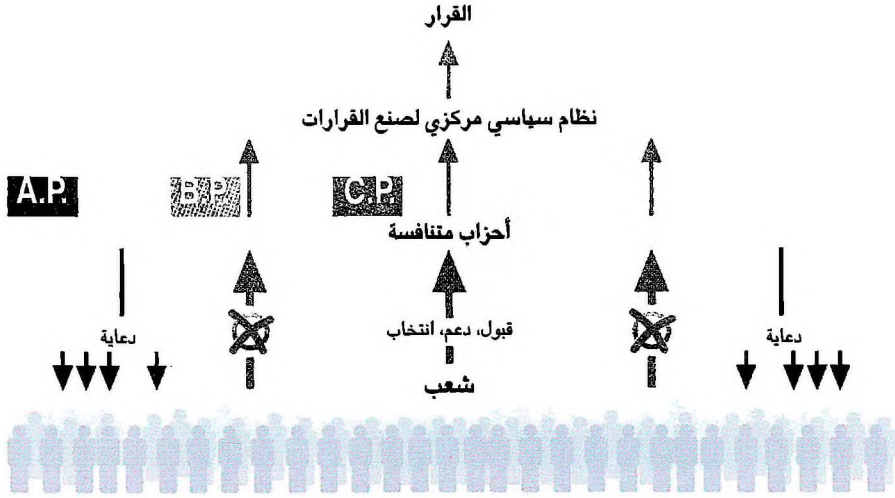 القرار
نظام سياسي مركزي لصنع القرارات
A.P.
B.P.
C.P.
أحزاب متنافسة
دعاية
قبول، دعم، انتخاب
دعاية
شعب